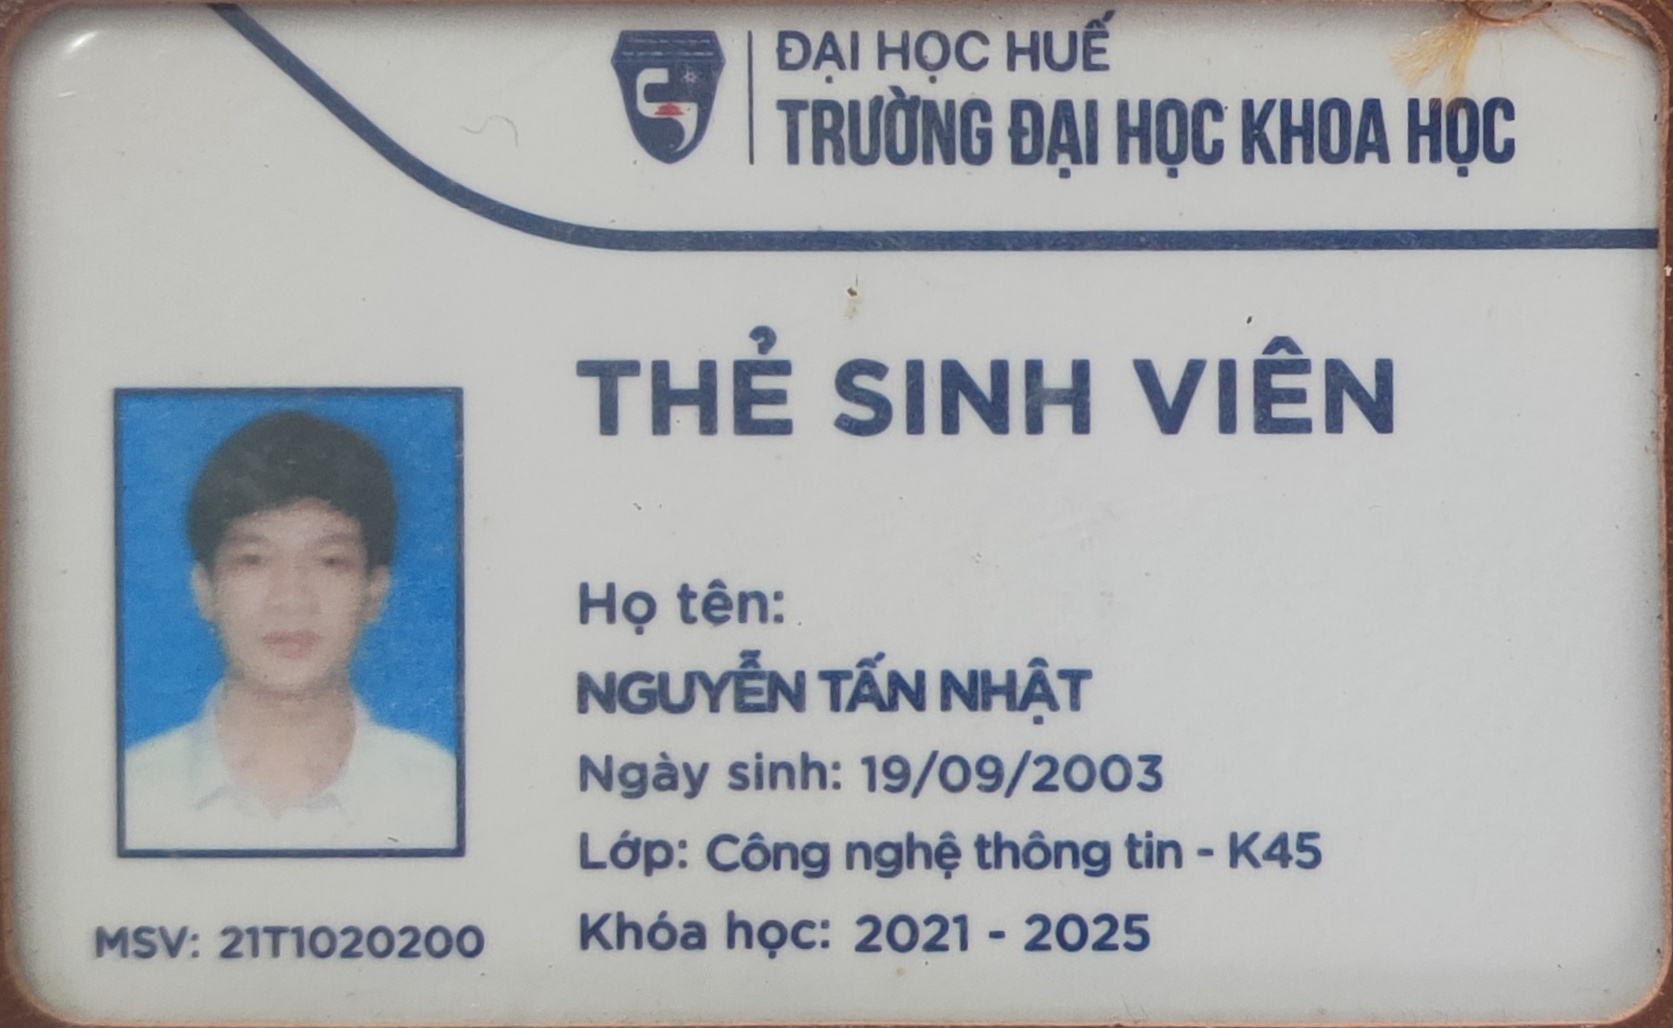 ĐẠI HỌC HUẾ
TRƯỜNG ĐẠI HỌC KHOA HỌC
THẺ SINH VIÊN
Họ tên:
NGUYỄN TẤN NHẬT
Ngày sinh: 19/09/2003
Lớp: Công nghệ thông tin - K45
Khóa học: 2021 - 2025
MSV: 21T1020200